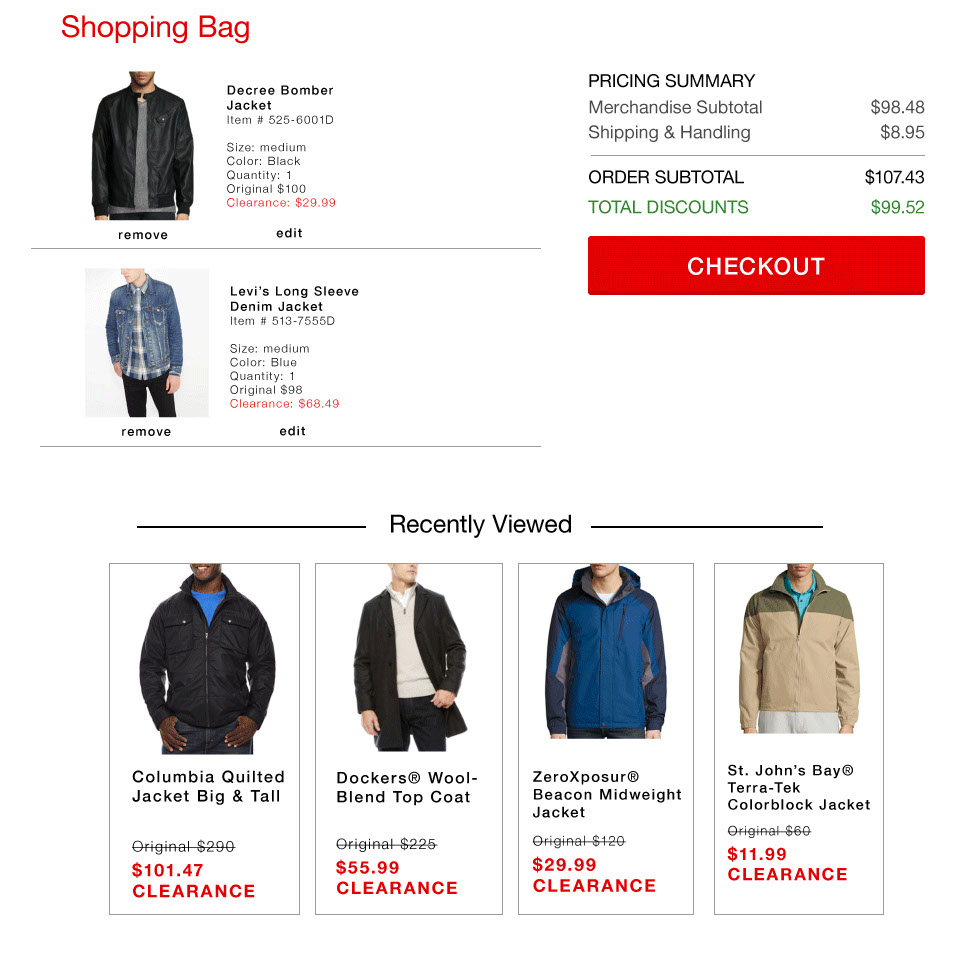 Shopping Bag
Decree Bomber
Jacket
Item # 525-6001D
Size: medium
Color: Black
Quantity: 1
Original $100
Clearance: $29.99
remove
edit
Levi's Long Sleeve
Denim Jacket
Item # 513-7555D
Size: medium
Color: Blue
Quantity: 1
Original $98
Clearance: $68.49
remove
edit
PRICING SUMMARY
Merchandise Subtotal $98.48
Shipping & Handling $8.95
ORDER SUBTOTAL $107.43
TOTAL DISCOUNTS $99.52
CHECKOUT
Recently Viewed
Columbia Quilted
Jacket Big & Tall
Original $290
$101.47
CLEARANCE
Dockers® Wool-
Blend Top Coat
Original $225
$55.99
CLEARANCE
ZeroXposur®
Beacon Midweight
Jacket
Original $120
$29.99
CLEARANCE
St. John's Bay®
Terra-Tek
Colorblock Jacket
Original $60
$11.99
CLEARANCE